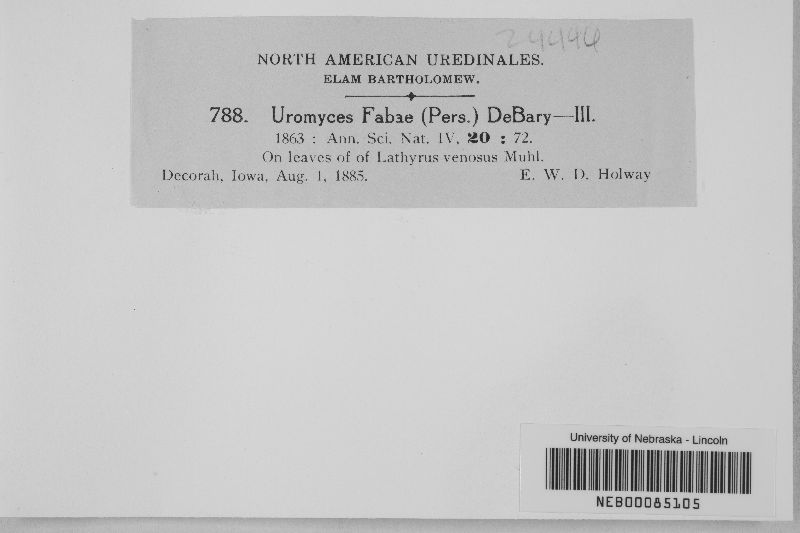 24496
NORTH AMERICAN UREDINALES.
ELAM BARTHOLOMEW.
788. Uromyces Fabae (Pers.) DeBary—III.
1863 : Ann. Sci. Nat. IV, 20 : 72.
On leaves of of Lathyrus venosus Muhl.
Decorah, Iowa, Aug. 1, 1885. E. W. D. Holway
University of Nebraska - Lincoln
NEB00085105